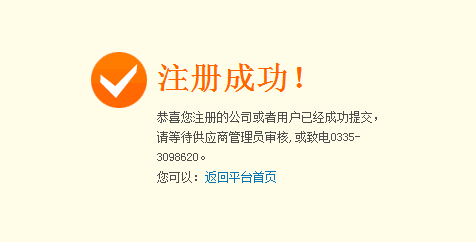 注册成功！
恭喜您注册的公司或者用户已经成功提交，
请等待供应商管理员审核,或致电0335-
3098620。
您可以：返回平台首页